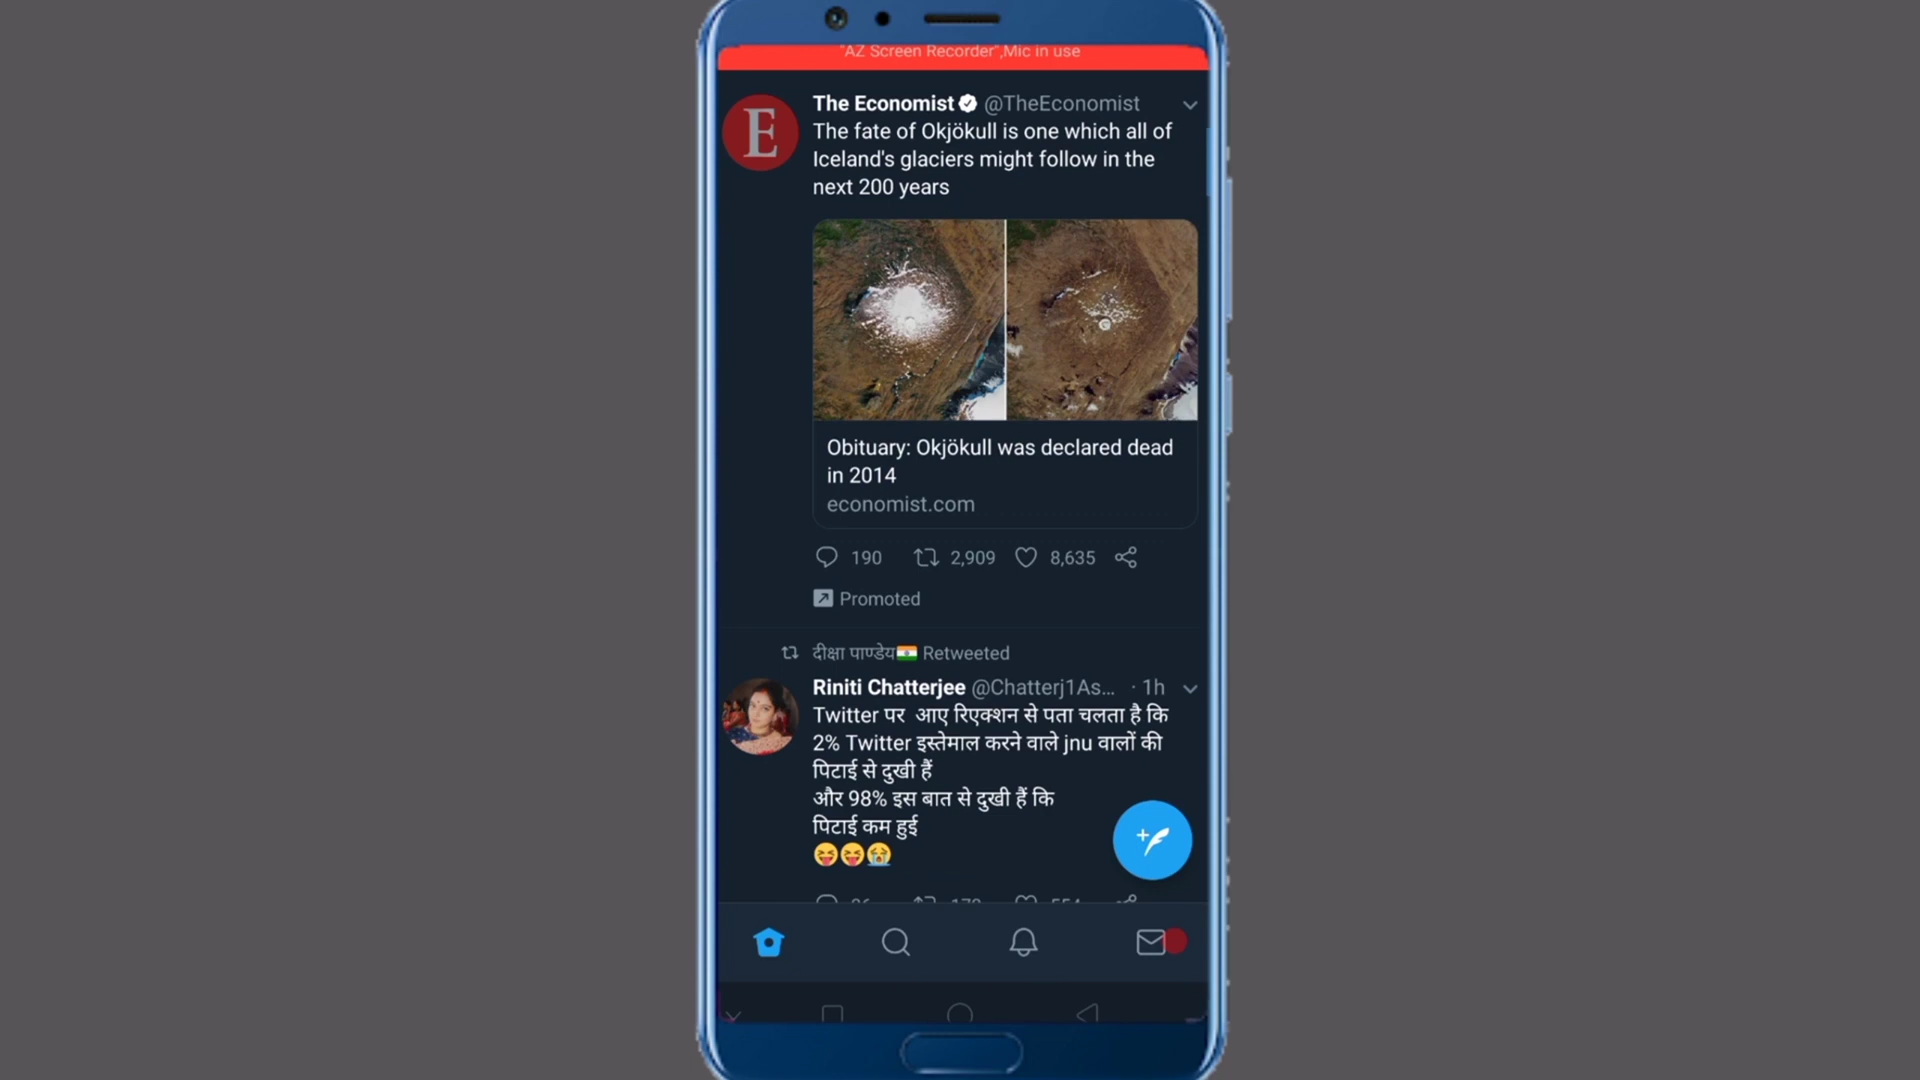 "AZ Screen Recorder",Mic in use
The Economist @TheEconomist
The fate of Okjökull is one which all of
Iceland's glaciers might follow in the
next 200 years
Obituary: Okjökull was declared dead
in 2014
economist.com
190 2,909 8,635
Promoted
दीक्षा पाण्डेय Retweeted
Riniti Chatterjee @Chatterj1As... · 1h
Twitter पर आए रिएक्शन से पता चलता है कि
2% Twitter इस्तेमाल करने वाले jnu वालों की
पिटाई से दुखी हैं
और 98% इस बात से दुखी हैं कि
पिटाई कम हुई
E